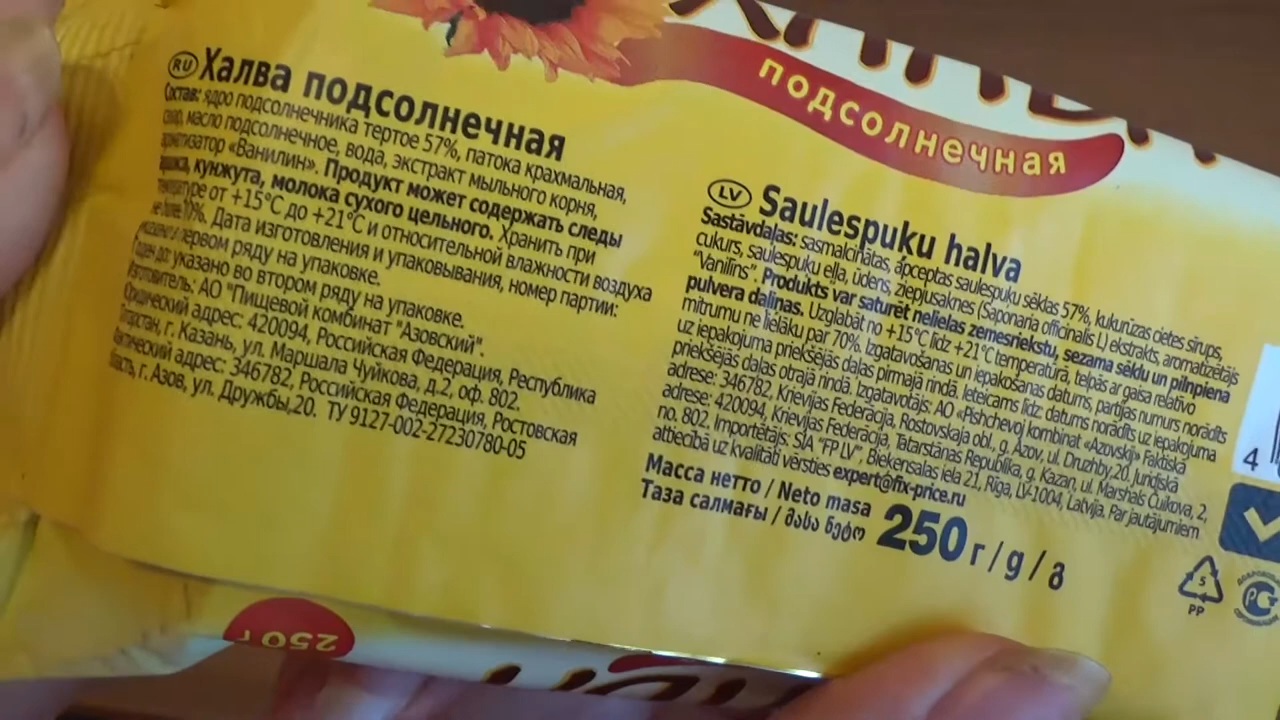 подсолнечная
RU Халва подсолнечная
Состав: ядро подсолнечника тертое 57%, патока крахмальная,
масло подсолнечное, вода, экстракт мыльного корня,
ароматизатор «Ванилин». Продукт может содержать следы
кунжута, молока сухого цельного. Хранить при
температуре от +15°С до +21°С и относительной влажности воздуха
не более 70%. Дата изготовления и упаковывания, номер партии:
первом ряду на упаковке.
Годен до: указано во втором ряду на упаковке.
Изготовитель: АО "Пищевой комбинат "Азовский".
Юридический адрес: 420094, Российская Федерация, Республика
Татарстан, г. Казань, ул. Маршала Чуйкова, д.2, оф. 802.
Фактический адрес: 346782, Российская Федерация, Ростовская
область, г. Азов, ул. Дружбы,20. ТУ 9127-002-27230780-05
LV Saulespuķu halva
Sastāvdaļas: sasmalcinātas, apceptas saulespuķu sēklas 57%, kukurūzas cietes sīrups,
cukurs, saulespuķu eļļa, ūdens, ziepjusaknes (Saponaria officinalis L) ekstrakts, aromatizētājs
"Vanilīns". Produkts var saturēt nelielas zemesriekstu, sezama sēklu un pilnpiena
pulvera daļiņas. Uzglabāt no +15°C līdz +21°C temperatūrā, telpās ar gaisa relatīvo
mitrumu ne lielāku par 70%. Izgatavošanas un iepakošanas datums, partijas numurs norādīts
uz iepakojuma priekšējās daļas pirmajā rindā, Ieteicams līdz: datums norādīts uz iepakojuma
priekšējās daļas otrajā rindā. Izgatavotājs: AO «Pishchevoj kombinat «Azovskij» Faktiskā
adrese: 346782, Krievijas Federācija, Rostovskaja obl., g. Azov, ul. Druzhby,20. Juridiskā
adrese: 420094, Krievijas Federācija, Tatarstānas Republika, g. Kazaņ, ul. Marshals Čuikova, 2,
no. 802. Importētājs: SIA "FP LV", Biekensalas iela 21, Rīga, LV-1004, Latvija. Par jautājumiem
attiecībā uz kvalitāti vērsties expert@fix-price.ru
Масса нетто / Neto masa
Таза салмағы / მასა ნეტო 250 г/g/გ
4
5
PP
РС
250 г